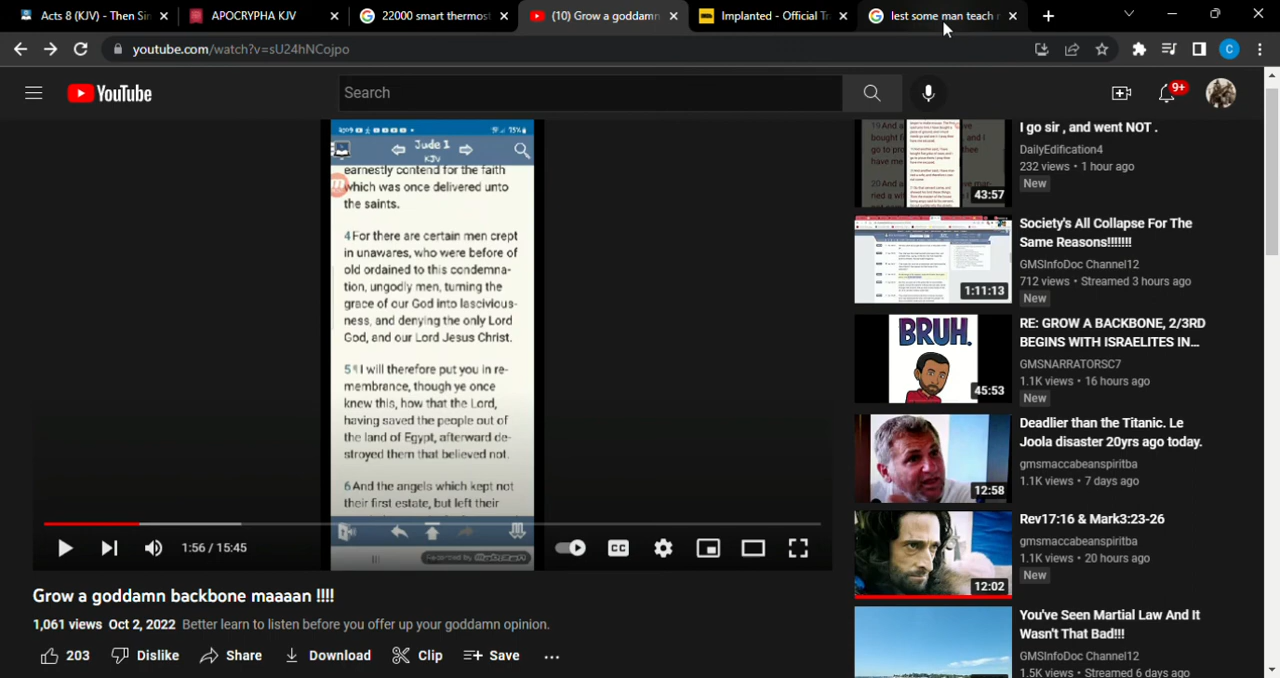 Acts 8 (KJV) - Then Sim
APOCRYPHA KJV
22000 smart thermost
(10) Grow a goddamn
Implanted - Official Tr
lest some man teach
youtube.com/watch?v=sU24hNCojpo
C
YouTube
Search
9+
75%
Jude 1
KJV
earnestly contend for the faith
which was once delivered unto
the saints.
4 For there are certain men crept
in unawares, who were before of
old ordained to this condemna-
tion, ungodly men, turning the
grace of our God into lascivious-
ness, and denying the only Lord
God, and our Lord Jesus Christ.
5 ¶ I will therefore put you in re-
membrance, though ye once
knew this, how that the Lord,
having saved the people out of
the land of Egypt, afterward de-
stroyed them that believed not.
6 And the angels which kept not
their first estate, but left their
Recorded by
1:56 / 15:45
CC
Grow a goddamn backbone maaaan !!!!
1,061 views Oct 2, 2022 Better learn to listen before you offer up your goddamn opinion.
203 Dislike Share Download Clip Save ...
43:57
I go sir , and went NOT .
DailyEdification4
232 views • 1 hour ago
New
1:11:13
Society's All Collapse For The
Same Reasons!!!!!!!
GMSInfoDoc Channel12
712 views • Streamed 3 hours ago
New
BRUH.
45:53
RE: GROW A BACKBONE, 2/3RD
BEGINS WITH ISRAELITES IN...
GMSNARRATORSC7
1.1K views • 16 hours ago
New
12:58
Deadlier than the Titanic. Le
Joola disaster 20yrs ago today.
gmsmaccabeanspiritba
1.1K views • 7 days ago
12:02
Rev17:16 & Mark3:23-26
gmsmaccabeanspiritba
1.1K views • 20 hours ago
New
You've Seen Martial Law And It
Wasn't That Bad!!!
GMSInfoDoc Channel12
1.5K views • Streamed 6 days ago